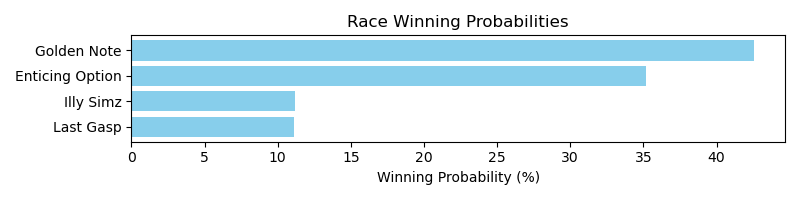 Race Winning Probabilities
Golden Note
Enticing Option
Illy Simz
Last Gasp
0 5 10 15 20 25 30 35 40
Winning Probability (%)